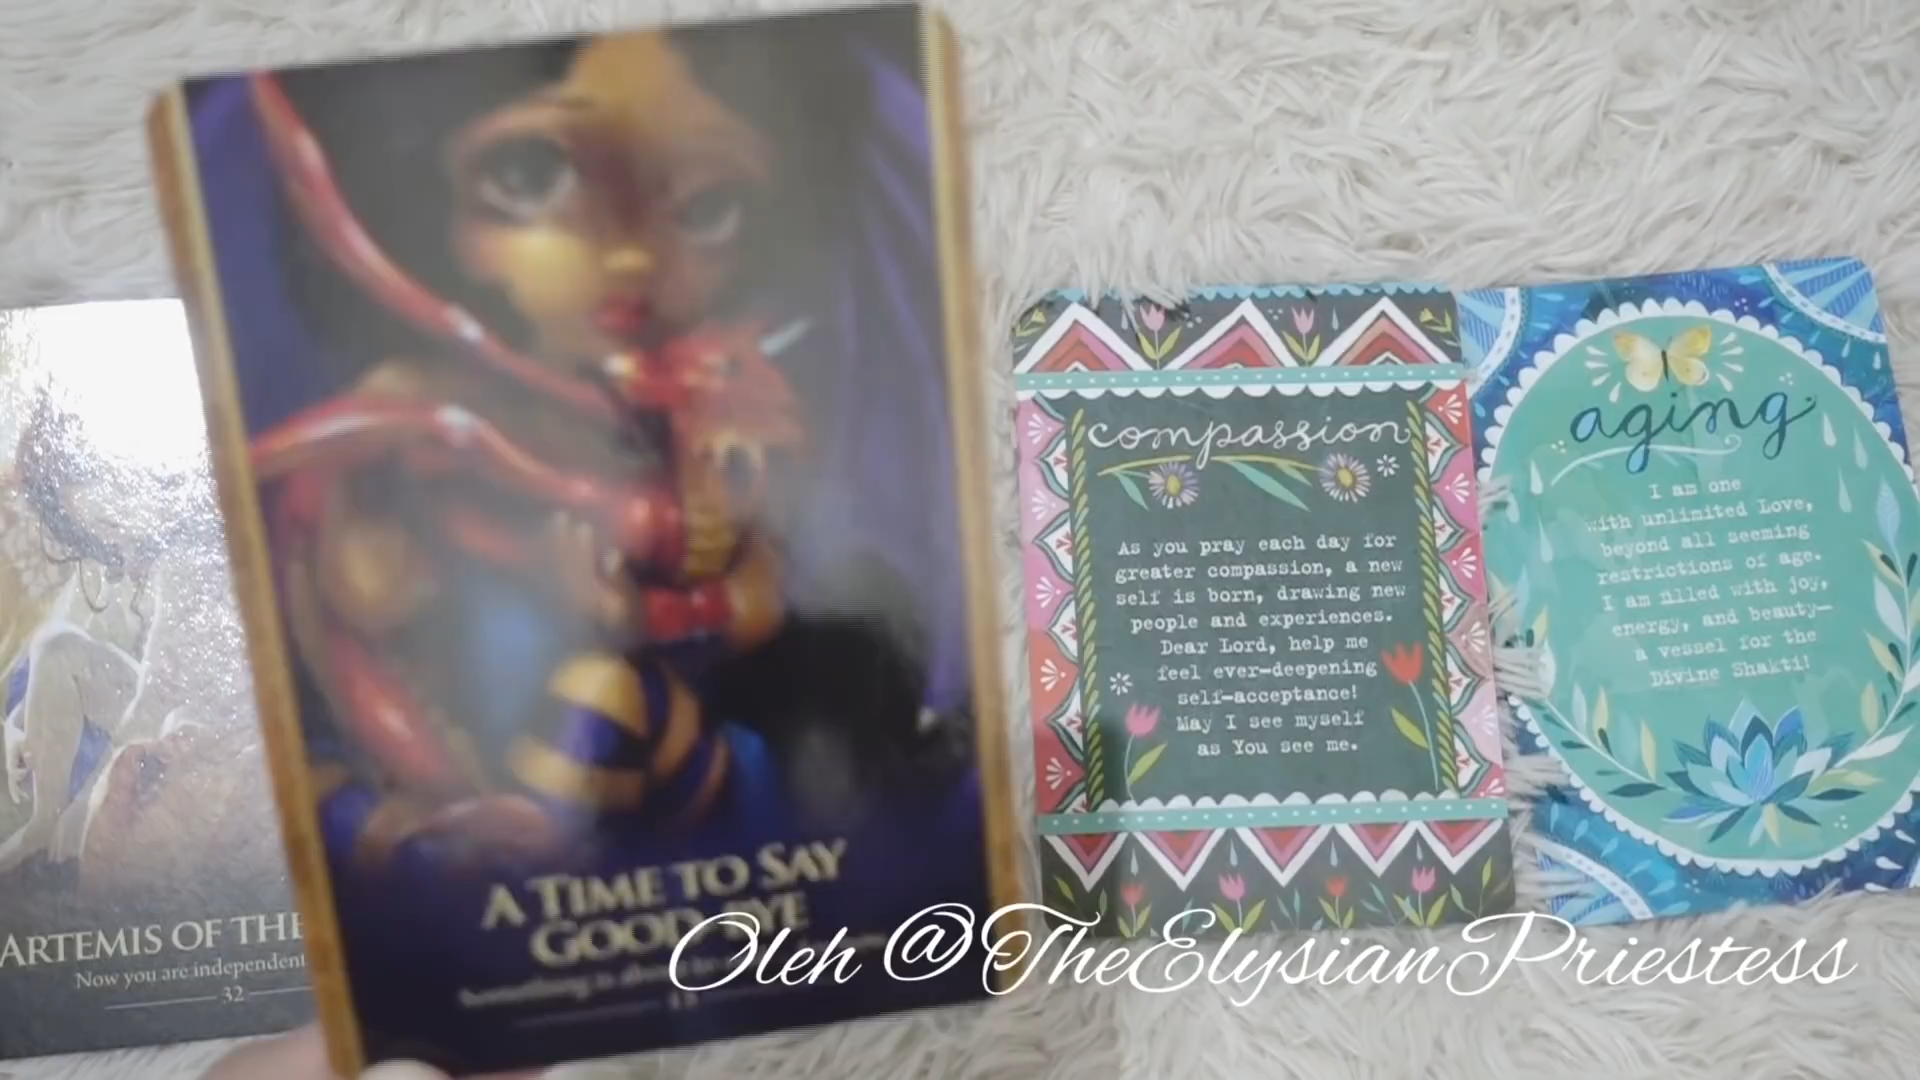 ARTEMIS OF THE
Now you are independent
32
A TIME TO SAY
GOOD-BYE
Something is
compassion
As you pray each day for
greater compassion, a new
self is born, drawing new
people and experiences.
Dear Lord, help me
feel ever-deepening
self-acceptance!
May I see myself
as You see me.
aging
I am one
with unlimited Love,
beyond all seeming
restrictions of age.
I am filled with joy,
energy, and beauty—
a vessel for the
Divine Shakti!
Oleh @TheElysianPriestess